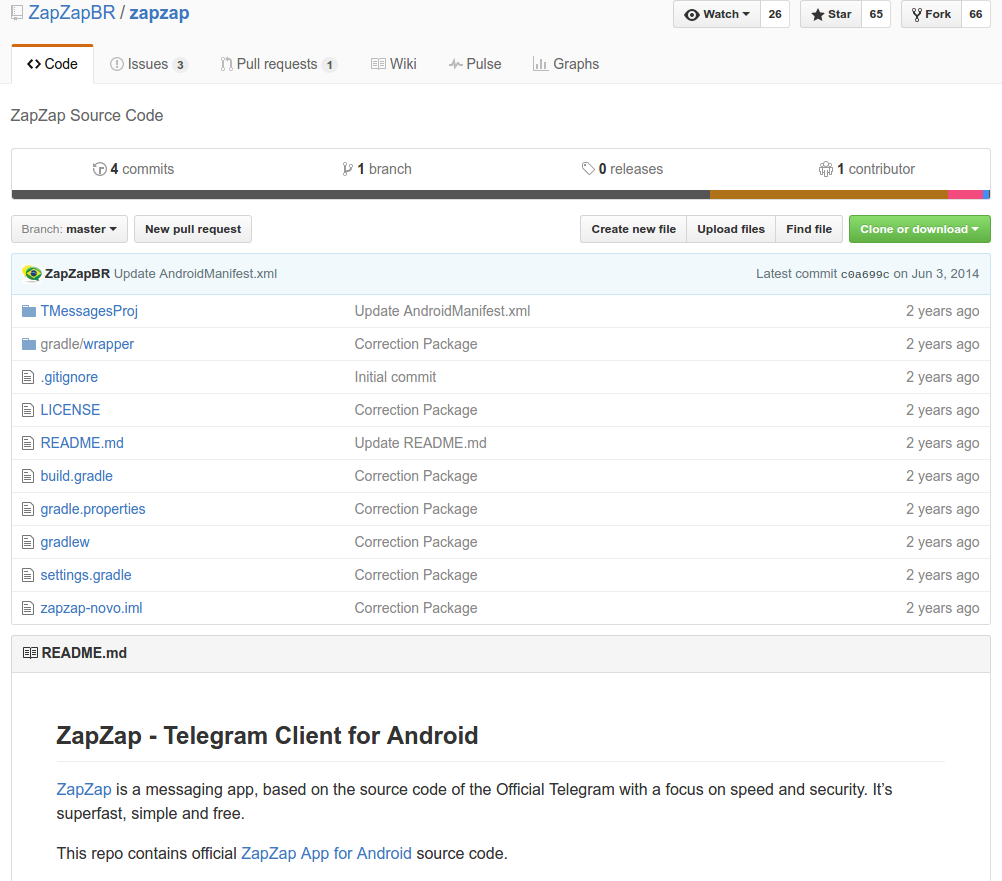 ZapZapBR / zapzap
Watch 26 Star 65 Fork 66
Code Issues 3 Pull requests 1 Wiki Pulse Graphs
ZapZap Source Code
4 commits 1 branch 0 releases 1 contributor
Branch: master New pull request Create new file Upload files Find file Clone or download
ZapZapBR Update AndroidManifest.xml Latest commit c0a699c on Jun 3, 2014
TMessagesProj Update AndroidManifest.xml 2 years ago
gradle/wrapper Correction Package 2 years ago
.gitignore Initial commit 2 years ago
LICENSE Correction Package 2 years ago
README.md Update README.md 2 years ago
build.gradle Correction Package 2 years ago
gradle.properties Correction Package 2 years ago
gradlew Correction Package 2 years ago
settings.gradle Correction Package 2 years ago
zapzap-novo.iml Correction Package 2 years ago
README.md
ZapZap - Telegram Client for Android
ZapZap is a messaging app, based on the source code of the Official Telegram with a focus on speed and security. It’s
superfast, simple and free.
This repo contains official ZapZap App for Android source code.